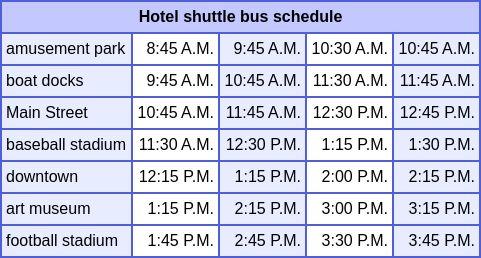 Hotel shuttle bus schedule
amusement park 8:45 A.M. 9:45 A.M. 10:30 A.M. 10:45 A.M.
boat docks 9:45 A.M. 10:45 A.M. 11:30 A.M. 11:45 A.M.
Main Street 10:45 A.M. 11:45 A.M. 12:30 P.M. 12:45 P.M.
baseball stadium 11:30 A.M. 12:30 P.M. 1:15 P.M. 1:30 P.M.
downtown 12:15 P.M. 1:15 P.M. 2:00 P.M. 2:15 P.M.
art museum 1:15 P.M. 2:15 P.M. 3:00 P.M. 3:15 P.M.
football stadium 1:45 P.M. 2:45 P.M. 3:30 P.M. 3:45 P.M.